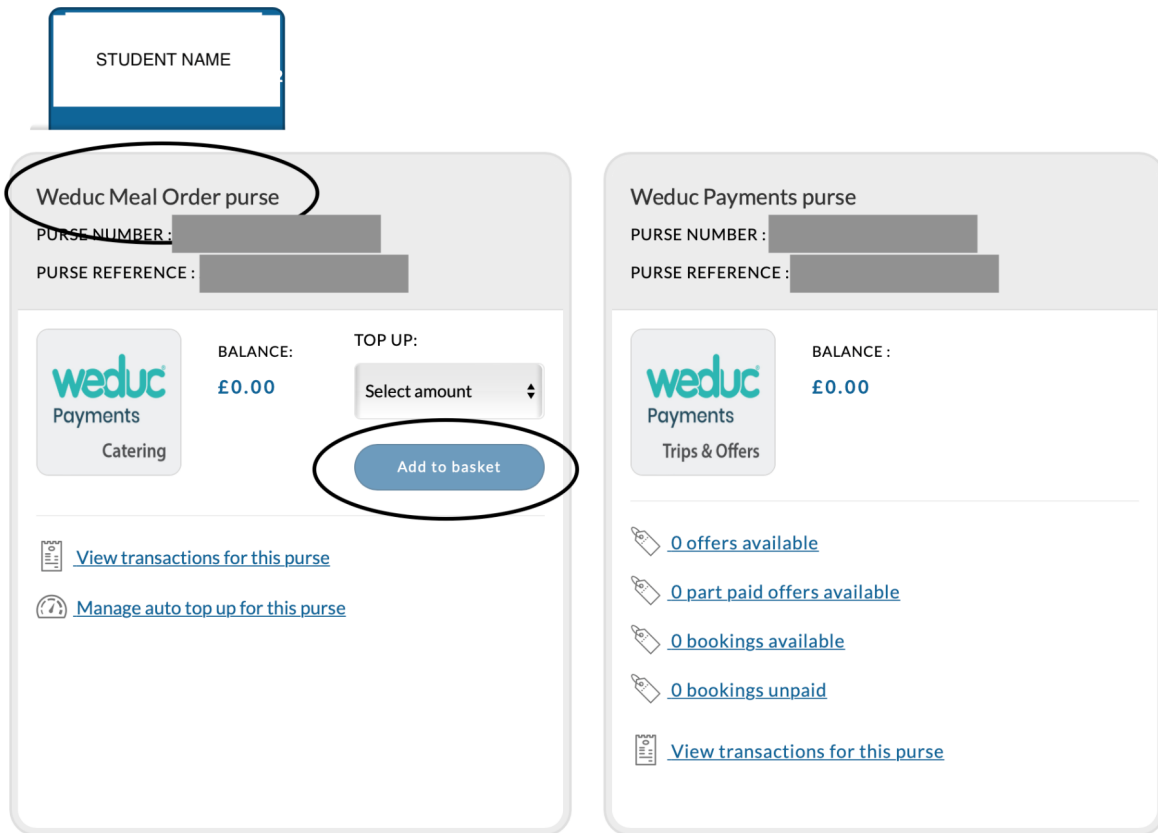 STUDENT NAME
Weduc Meal Order purse
PURSE NUMBER :
PURSE REFERENCE :
weduc
Payments
Catering
BALANCE:
£0.00
TOP UP:
Select amount
Add to basket
View transactions for this purse
Manage auto top up for this purse
Weduc Payments purse
PURSE NUMBER :
PURSE REFERENCE :
weduc
Payments
Trips & Offers
BALANCE :
£0.00
0 offers available
0 part paid offers available
0 bookings available
0 bookings unpaid
View transactions for this purse